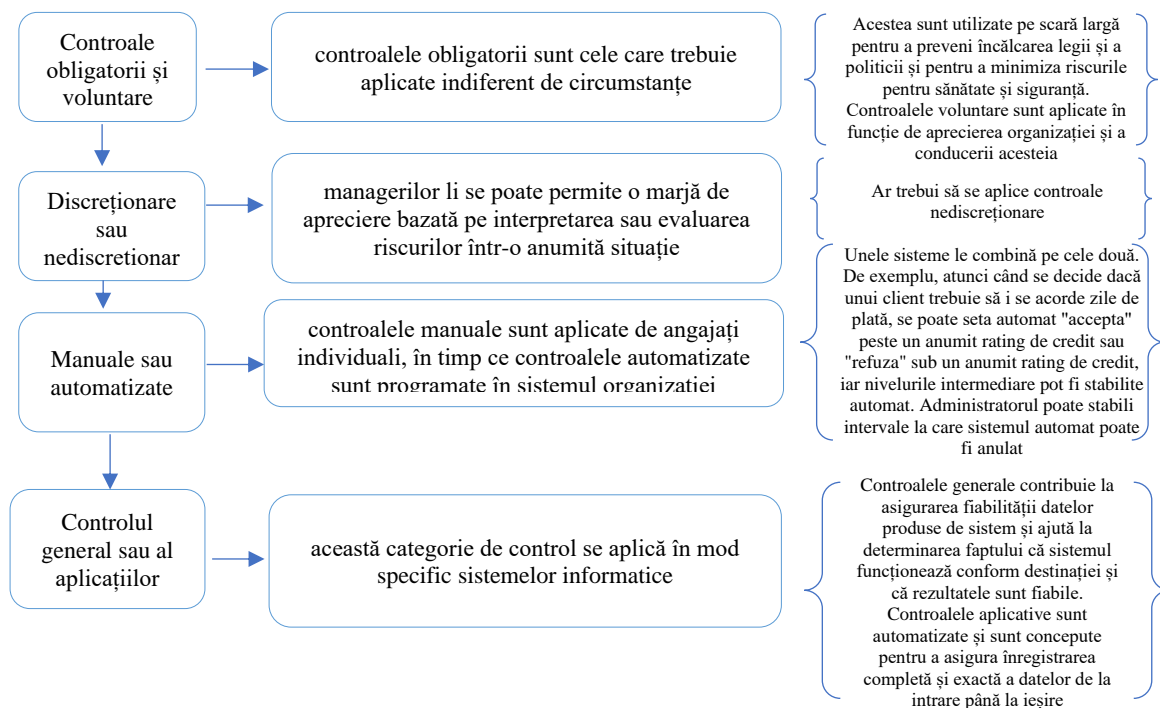 Controale
obligatorii și
voluntare
controalele obligatorii sunt cele care trebuie
aplicate indiferent de circumstanțe
Acestea sunt utilizate pe scară largă
pentru a preveni încălcarea legii și a
politicii și pentru a minimiza riscurile
pentru sănătate și siguranță.
Controalele voluntare sunt aplicate în
funcție de aprecierea organizației și a
conducerii acesteia
Discreționare
sau
nediscretionar
managerilor li se poate permite o marjă de
apreciere bazată pe interpretarea sau evaluarea
riscurilor într-o anumită situație
Ar trebui să se aplice controale
nediscreționare
Manuale sau
automatizate
controalele manuale sunt aplicate de angajați
individuali, în timp ce controalele automatizate
sunt programate în sistemul organizației
Unele sisteme le combină pe cele două.
De exemplu, atunci când se decide dacă
unui client trebuie să i se acorde zile de
plată, se poate seta automat "accepta"
peste un anumit rating de credit sau
"refuza" sub un anumit rating de credit,
iar nivelurile intermediare pot fi stabilite
automat. Administratorul poate stabili
intervale la care sistemul automat poate
fi anulat
Controlul
general sau al
aplicațiilor
această categorie de control se aplică în mod
specific sistemelor informatice
Controalele generale contribuie la
asigurarea fiabilității datelor
produse de sistem și ajută la
determinarea faptului că sistemul
funcționează conform destinației și
că rezultatele sunt fiabile.
Controalele aplicative sunt
automatizate și sunt concepute
pentru a asigura înregistrarea
completă și exactă a datelor de la
intrare până la ieșire